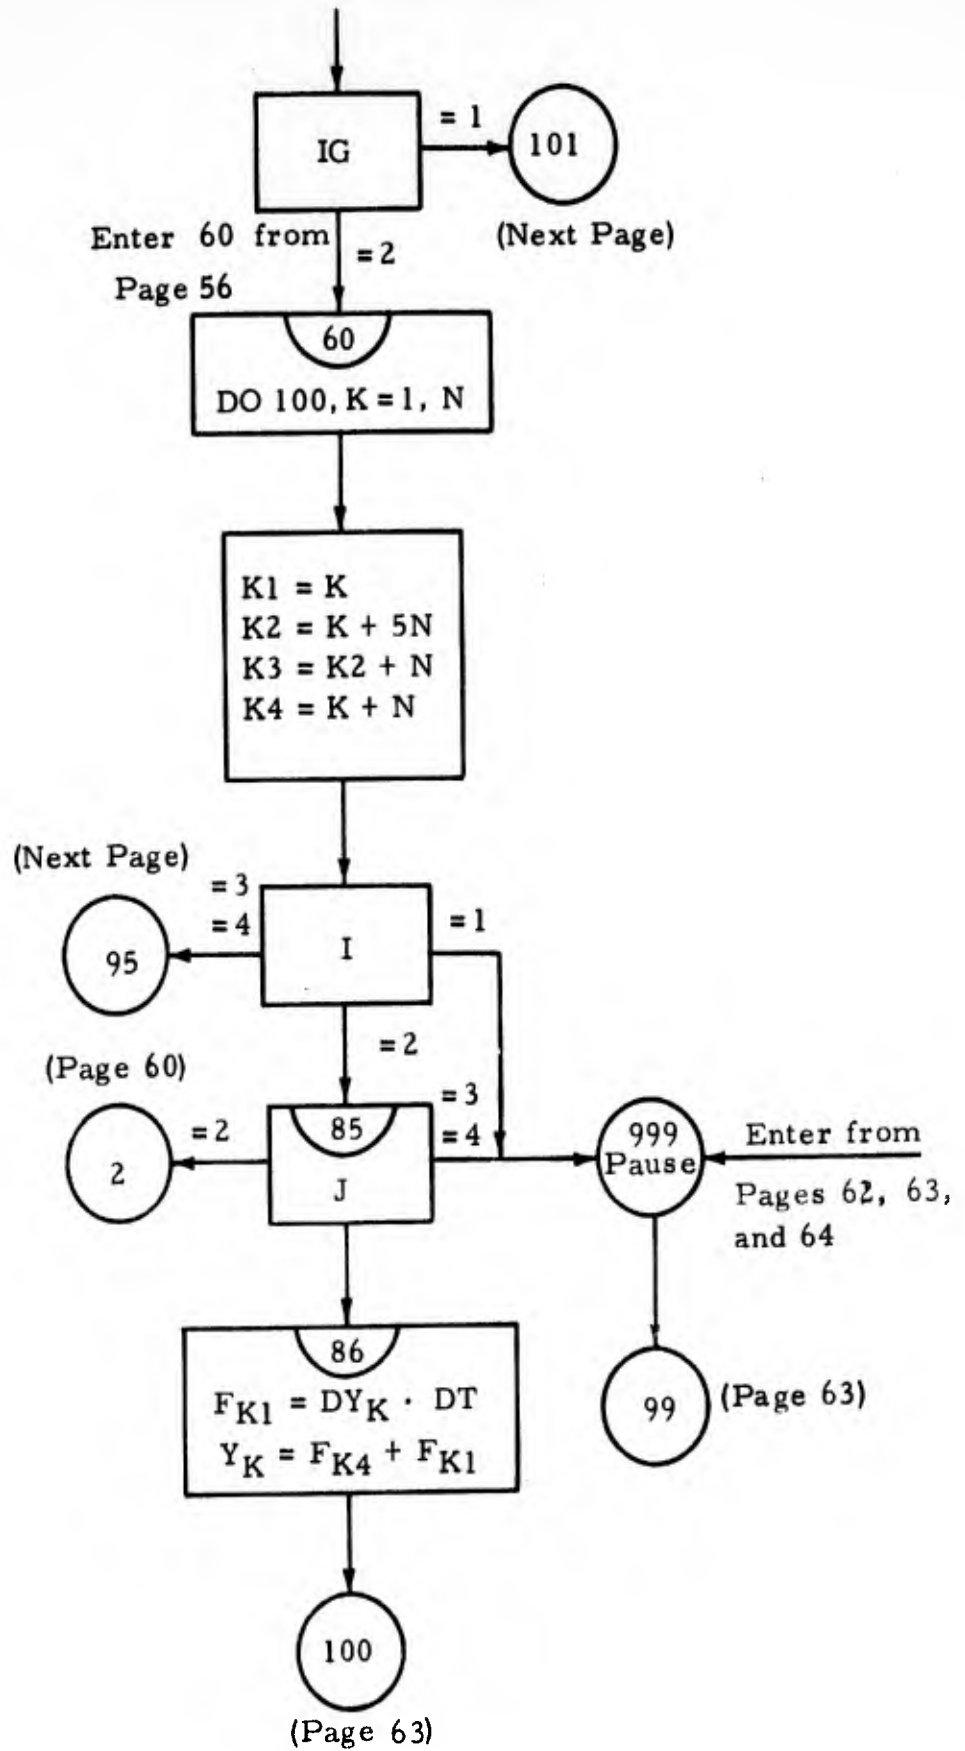 = 1
IG
101
(Next Page)
Enter 60 from
Page 56
= 2
60
DO 100, K = 1, N
K1 = K
K2 = K + 5N
K3 = K2 + N
K4 = K + N
(Next Page)
= 3
= 4
95
I
= 1
= 2
(Page 60)
2
= 2
85
J
= 3
= 4
999
Pause
Enter from
Pages 62, 63,
and 64
86
F_K1 = DY_K · DT
Y_K = F_K4 + F_K1
99
(Page 63)
100
(Page 63)